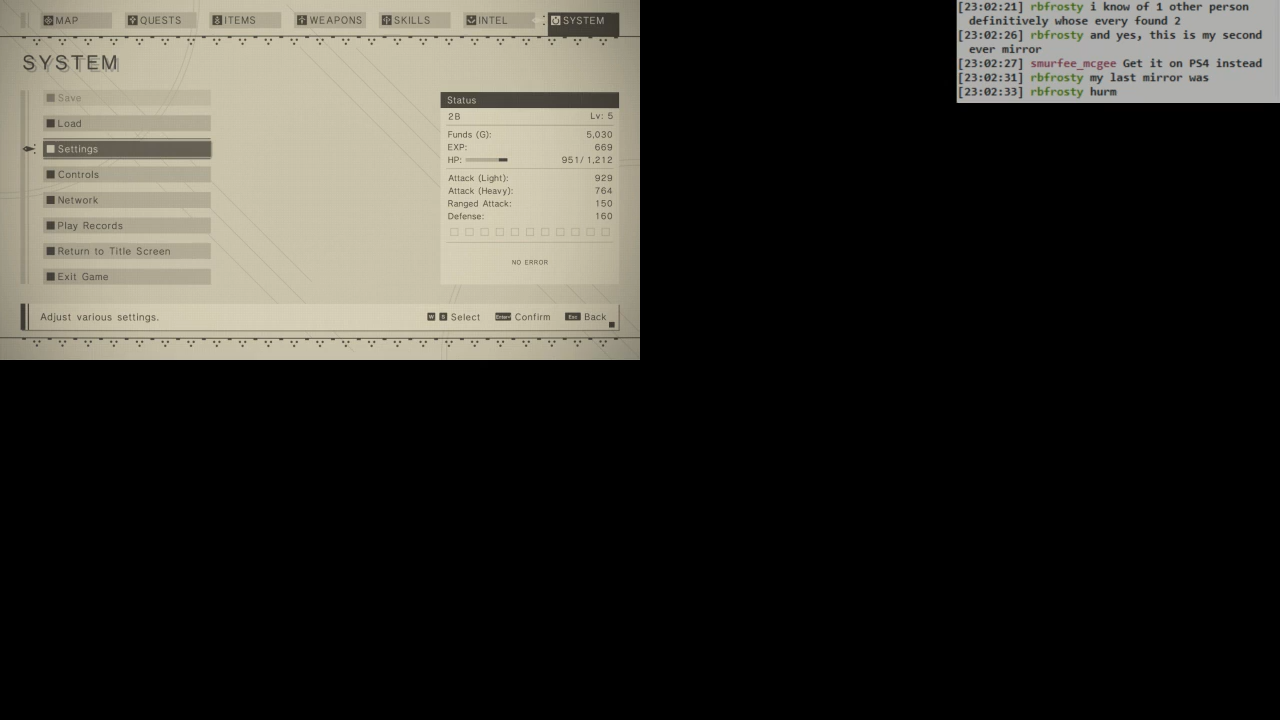 MAP QUESTS ITEMS WEAPONS SKILLS INTEL SYSTEM
SYSTEM
Save
Load
Settings
Controls
Network
Play Records
Return to Title Screen
Exit Game
Status
2B Lv: 5
Funds (G): 5,030
EXP: 669
HP: 951/ 1,212
Attack (Light): 929
Attack (Heavy): 764
Ranged Attack: 150
Defense: 160
NO ERROR
Adjust various settings.
W S Select Enter Confirm Esc Back
[23:02:21] rbfrosty i know of 1 other person
definitively whose every found 2
[23:02:26] rbfrosty and yes, this is my second
ever mirror
[23:02:27] smurfee_mcgee Get it on PS4 instead
[23:02:31] rbfrosty my last mirror was
[23:02:33] rbfrosty hurm